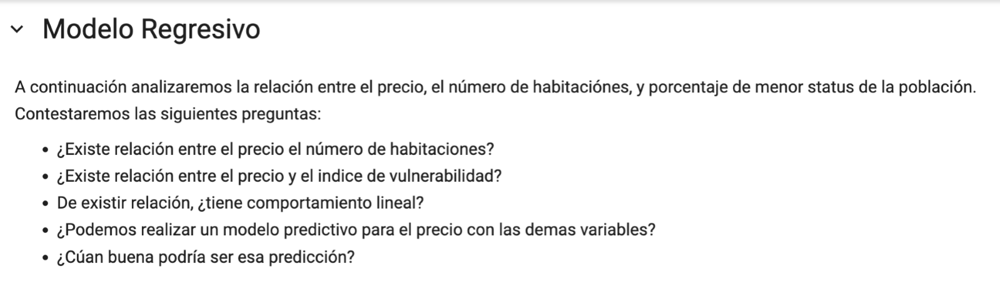 Modelo Regresivo
A continuación analizaremos la relación entre el precio, el número de habitaciónes, y porcentaje de menor status de la población.
Contestaremos las siguientes preguntas:
• ¿Existe relación entre el precio el número de habitaciones?
• ¿Existe relación entre el precio y el indice de vulnerabilidad?
• De existir relación, ¿tiene comportamiento lineal?
• ¿Podemos realizar un modelo predictivo para el precio con las demas variables?
• ¿Cúan buena podría ser esa predicción?